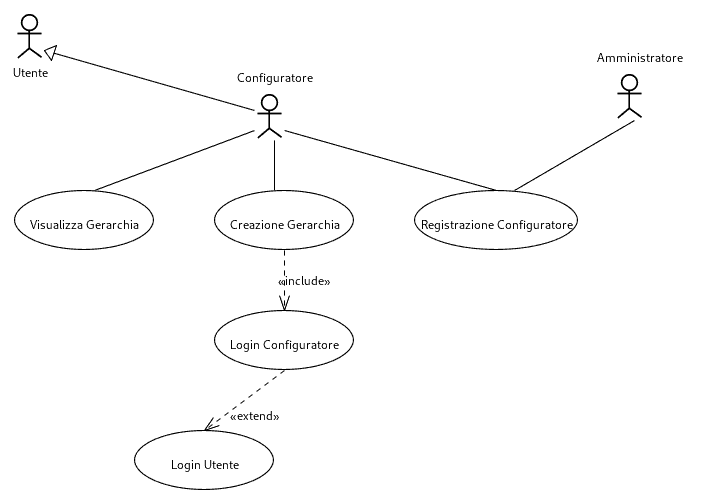 Utente
Configuratore
Amministratore
Visualizza Gerarchia
Creazione Gerarchia
Registrazione Configuratore
«include»
Login Configuratore
«extend»
Login Utente